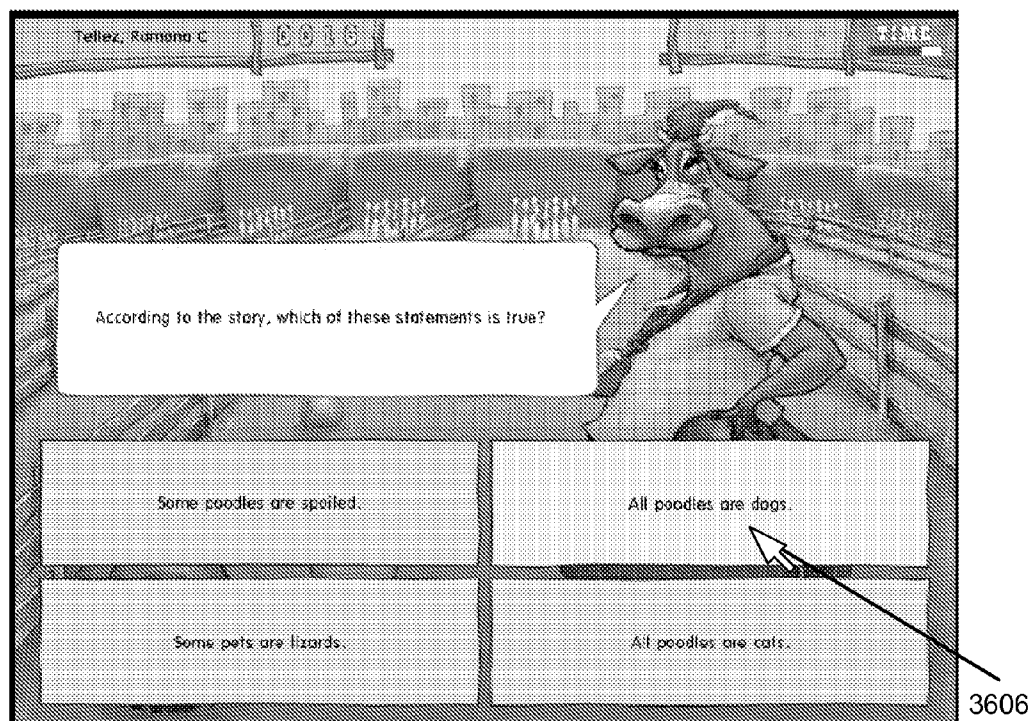 Tellez, Ramona C
TIME
According to the story, which of these statements is true?
Some poodles are spoiled.
All poodles are dogs.
Some pets are lizards.
All poodles are cats.
3606